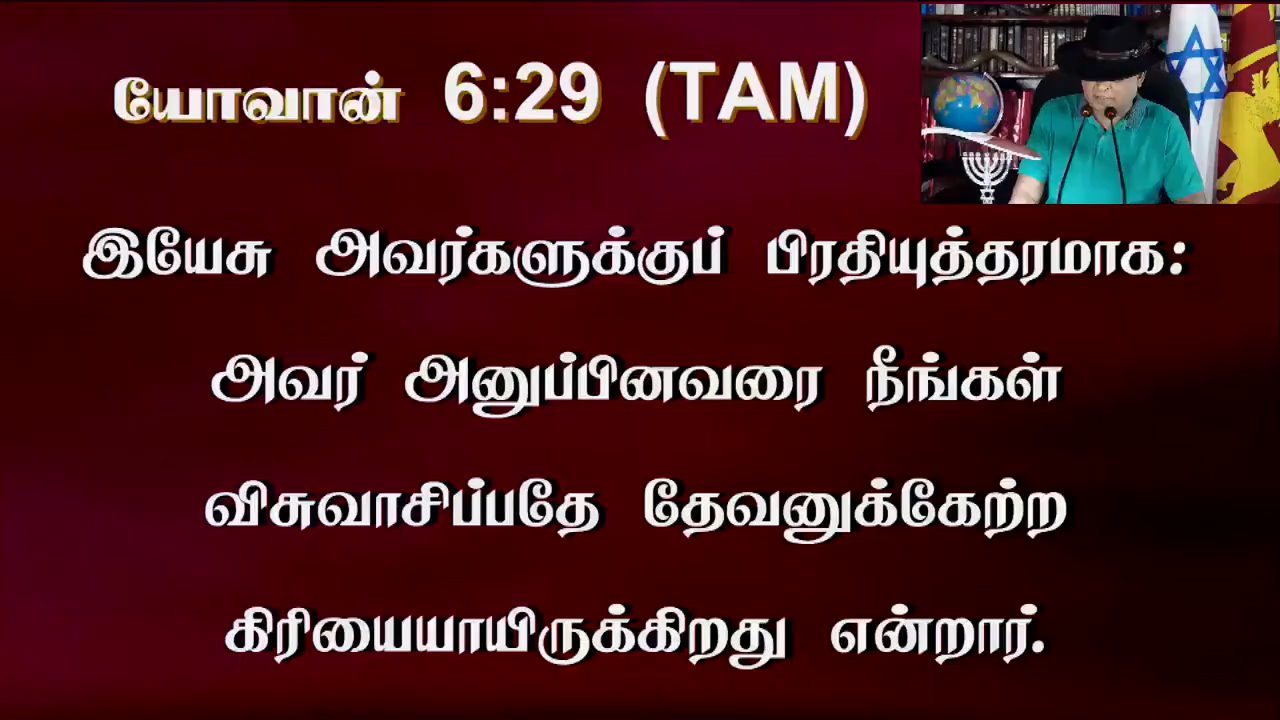 யோவான் 6:29 (TAM)
இயேசு அவர்களுக்குப் பிரதியுத்தரமாக:
அவர் அனுப்பினவரை நீங்கள்
விசுவாசிப்பதே தேவனுக்கேற்ற
கிரியையாயிருக்கிறது என்றார்.